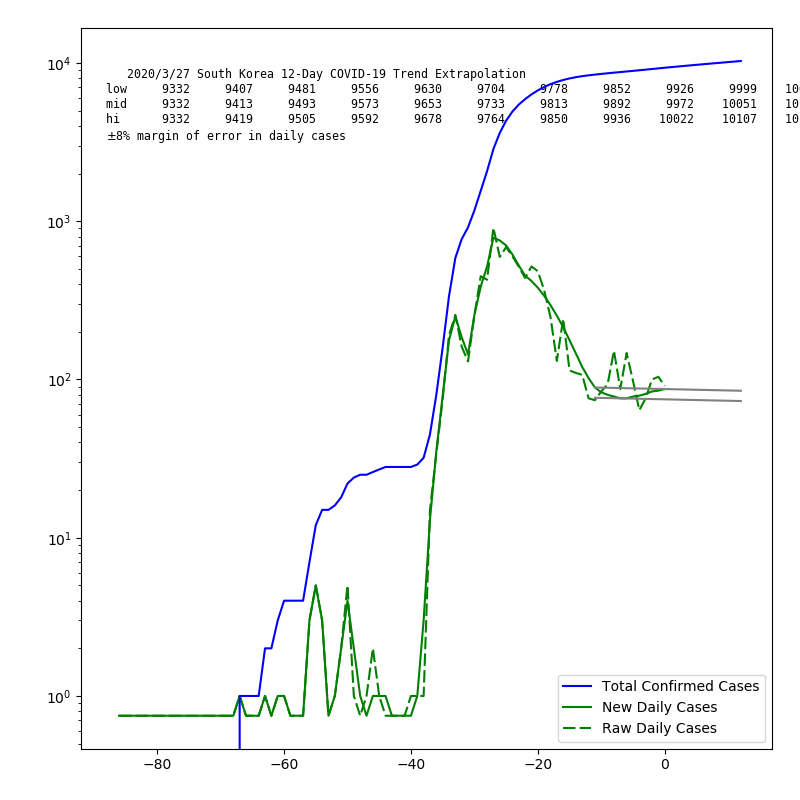 10⁴
2020/3/27 South Korea 12-Day COVID-19 Trend Extrapolation
low 9332 9407 9481 9556 9630 9704 9778 9852 9926 9999
mid 9332 9413 9493 9573 9653 9733 9813 9892 9972 10051
hi 9332 9419 9505 9592 9678 9764 9850 9936 10022 10107
±8% margin of error in daily cases
10³
10²
10¹
10⁰
Total Confirmed Cases
New Daily Cases
Raw Daily Cases
−80 −60 −40 −20 0